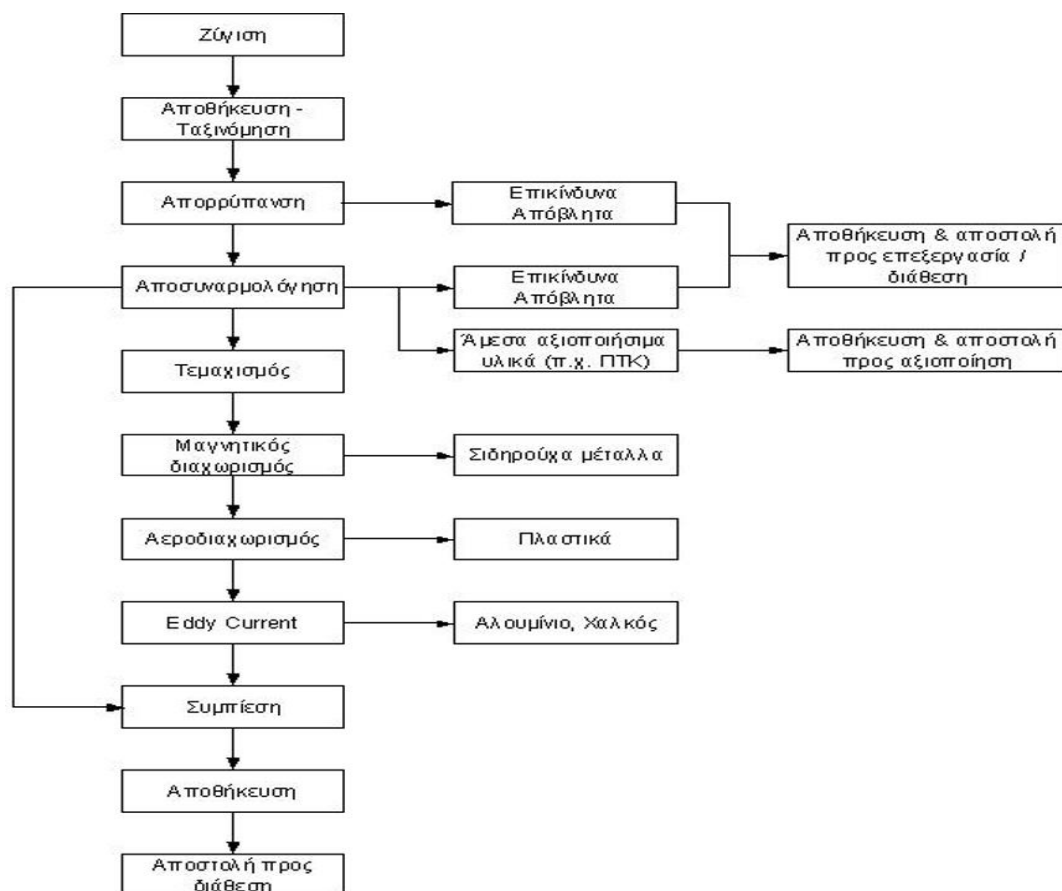 Ζύγιση
Αποθήκευση -
Ταξινόμηση
Απορρύπανση
Επικίνδυνα
Απόβλητα
Αποθήκευση & αποστολή
προς επεξεργασία /
διάθεση
Αποσυναρμολόγηση
Επικίνδυνα
Απόβλητα
Άμεσα αξιοποιήσιμα
υλικά (π.χ. ΠΤΚ)
Αποθήκευση & αποστολή
προς αξιοποίηση
Τεμαχισμός
Μαγνητικός
διαχωρισμός
Σιδηρούχα μέταλλα
Αεροδιαχωρισμός
Πλαστικά
Eddy Current
Αλουμίνιο, Χαλκός
Συμπίεση
Αποθήκευση
Αποστολή προς
διάθεση